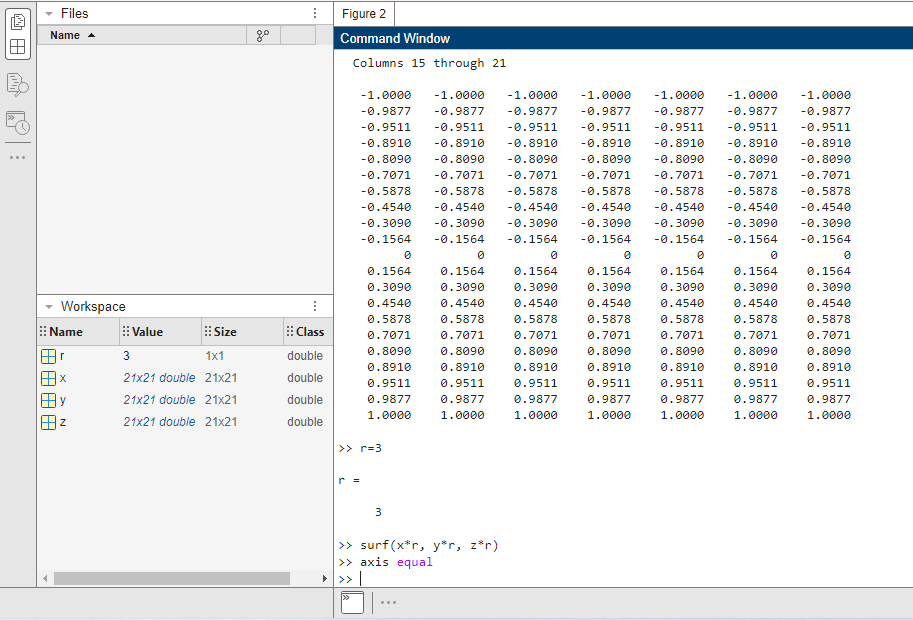 Files
Name
Workspace
Name Value Size Class
r 3 1x1 double
x 21x21 double 21x21 double
y 21x21 double 21x21 double
z 21x21 double 21x21 double
Figure 2
Command Window
Columns 15 through 21
-1.0000 -1.0000 -1.0000 -1.0000 -1.0000 -1.0000 -1.0000
-0.9877 -0.9877 -0.9877 -0.9877 -0.9877 -0.9877 -0.9877
-0.9511 -0.9511 -0.9511 -0.9511 -0.9511 -0.9511 -0.9511
-0.8910 -0.8910 -0.8910 -0.8910 -0.8910 -0.8910 -0.8910
-0.8090 -0.8090 -0.8090 -0.8090 -0.8090 -0.8090 -0.8090
-0.7071 -0.7071 -0.7071 -0.7071 -0.7071 -0.7071 -0.7071
-0.5878 -0.5878 -0.5878 -0.5878 -0.5878 -0.5878 -0.5878
-0.4540 -0.4540 -0.4540 -0.4540 -0.4540 -0.4540 -0.4540
-0.3090 -0.3090 -0.3090 -0.3090 -0.3090 -0.3090 -0.3090
-0.1564 -0.1564 -0.1564 -0.1564 -0.1564 -0.1564 -0.1564
0 0 0 0 0 0 0
0.1564 0.1564 0.1564 0.1564 0.1564 0.1564 0.1564
0.3090 0.3090 0.3090 0.3090 0.3090 0.3090 0.3090
0.4540 0.4540 0.4540 0.4540 0.4540 0.4540 0.4540
0.5878 0.5878 0.5878 0.5878 0.5878 0.5878 0.5878
0.7071 0.7071 0.7071 0.7071 0.7071 0.7071 0.7071
0.8090 0.8090 0.8090 0.8090 0.8090 0.8090 0.8090
0.8910 0.8910 0.8910 0.8910 0.8910 0.8910 0.8910
0.9511 0.9511 0.9511 0.9511 0.9511 0.9511 0.9511
0.9877 0.9877 0.9877 0.9877 0.9877 0.9877 0.9877
1.0000 1.0000 1.0000 1.0000 1.0000 1.0000 1.0000
>> r=3
r =
3
>> surf(x*r, y*r, z*r)
>> axis equal
>>